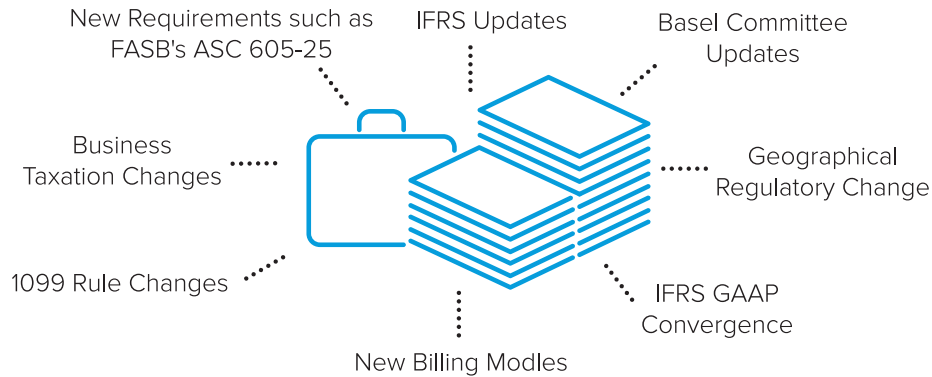 New Requirements such as
FASB's ASC 605-25
IFRS Updates
Basel Committee
Updates
Business
Taxation Changes
Geographical
Regulatory Change
1099 Rule Changes
IFRS GAAP
Convergence
New Billing Modles